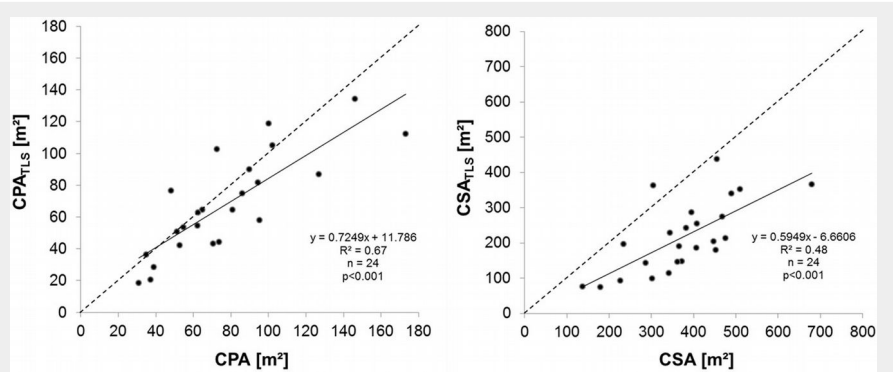 180
160
140
120
100
80
60
40
20
0
CPATLS [m²]
y = 0.7249x + 11.786
R² = 0.67
n = 24
p<0.001
0 20 40 60 80 100 120 140 160 180
CPA [m²]
800
700
600
500
400
300
200
100
0
CSATLS [m²]
y = 0.5949x - 6.6606
R² = 0.48
n = 24
p<0.001
0 100 200 300 400 500 600 700 800
CSA [m²]